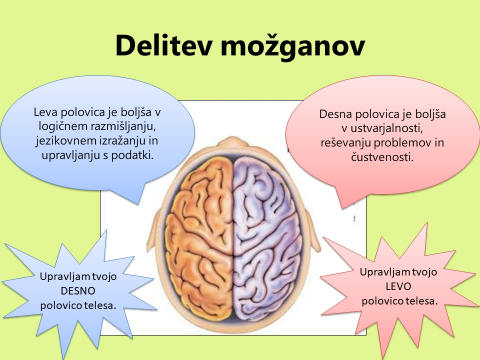 Delitev možganov
Leva polovica je boljša v
logičnem razmišljanju,
jezikovnem izražanju in
upravljanju s podatki.
Desna polovica je boljša
v ustvarjalnosti,
reševanju problemov in
čustvenosti.
Upravljam tvojo
DESNO
polovico telesa.
Upravljam tvojo
LEVO
polovico telesa.